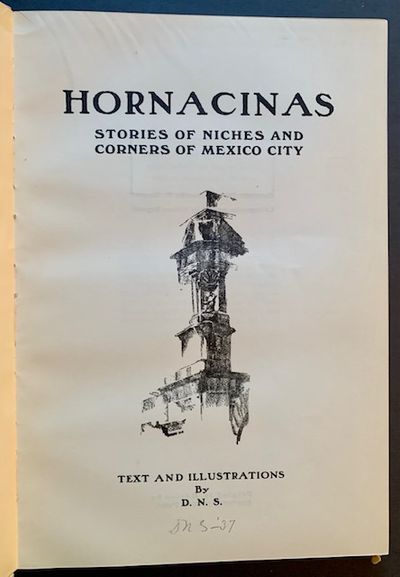 HORNACINAS
STORIES OF NICHES AND
CORNERS OF MEXICO CITY
TEXT AND ILLUSTRATIONS
By
D. N. S.